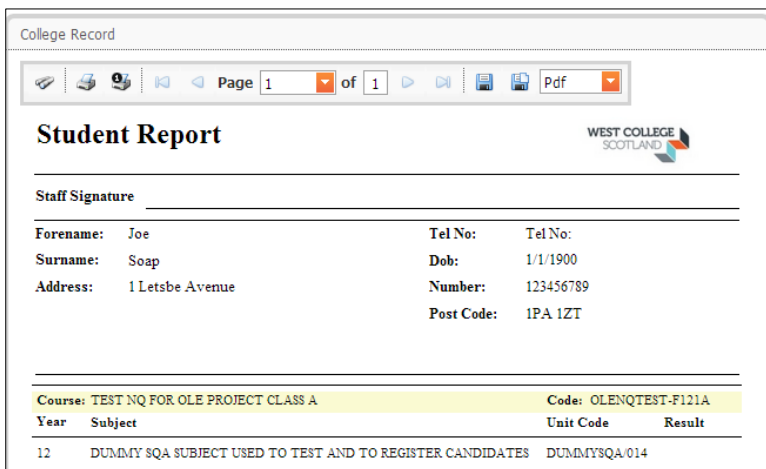 College Record
Page 1 of 1 Pdf
Student Report
WEST COLLEGE
SCOTLAND
Staff Signature
Forename: Joe Tel No: Tel No:
Surname: Soap Dob: 1/1/1900
Address: 1 Letsbe Avenue Number: 123456789
Post Code: 1PA 1ZT
Course: TEST NQ FOR OLE PROJECT CLASS A Code: OLENQTEST-F121A
Year Subject Unit Code Result
12 DUMMY SQA SUBJECT USED TO TEST AND TO REGISTER CANDIDATES DUMMYSQA/014